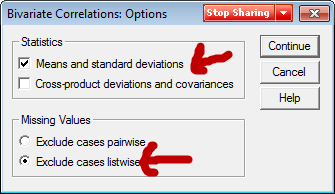 Bivariate Correlations: Options
Stop Sharing
Statistics
Means and standard deviations
Cross-product deviations and covariances
Missing Values
Exclude cases pairwise
Exclude cases listwise
Continue
Cancel
Help